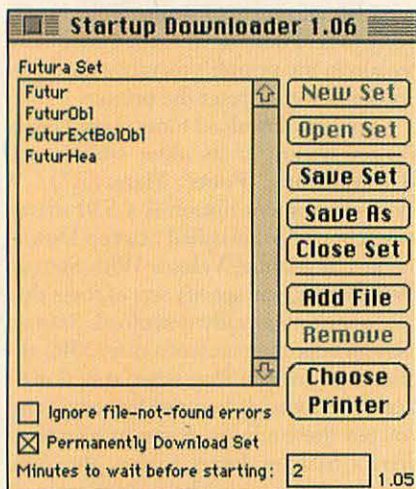 Startup Downloader 1.06
Futura Set
Futur
FuturObl
FuturExtBolObl
FuturHea
New Set
Open Set
Save Set
Save As
Close Set
Add File
Remove
Choose Printer
Ignore file-not-found errors
Permanently Download Set
Minutes to wait before starting: 2
1.05